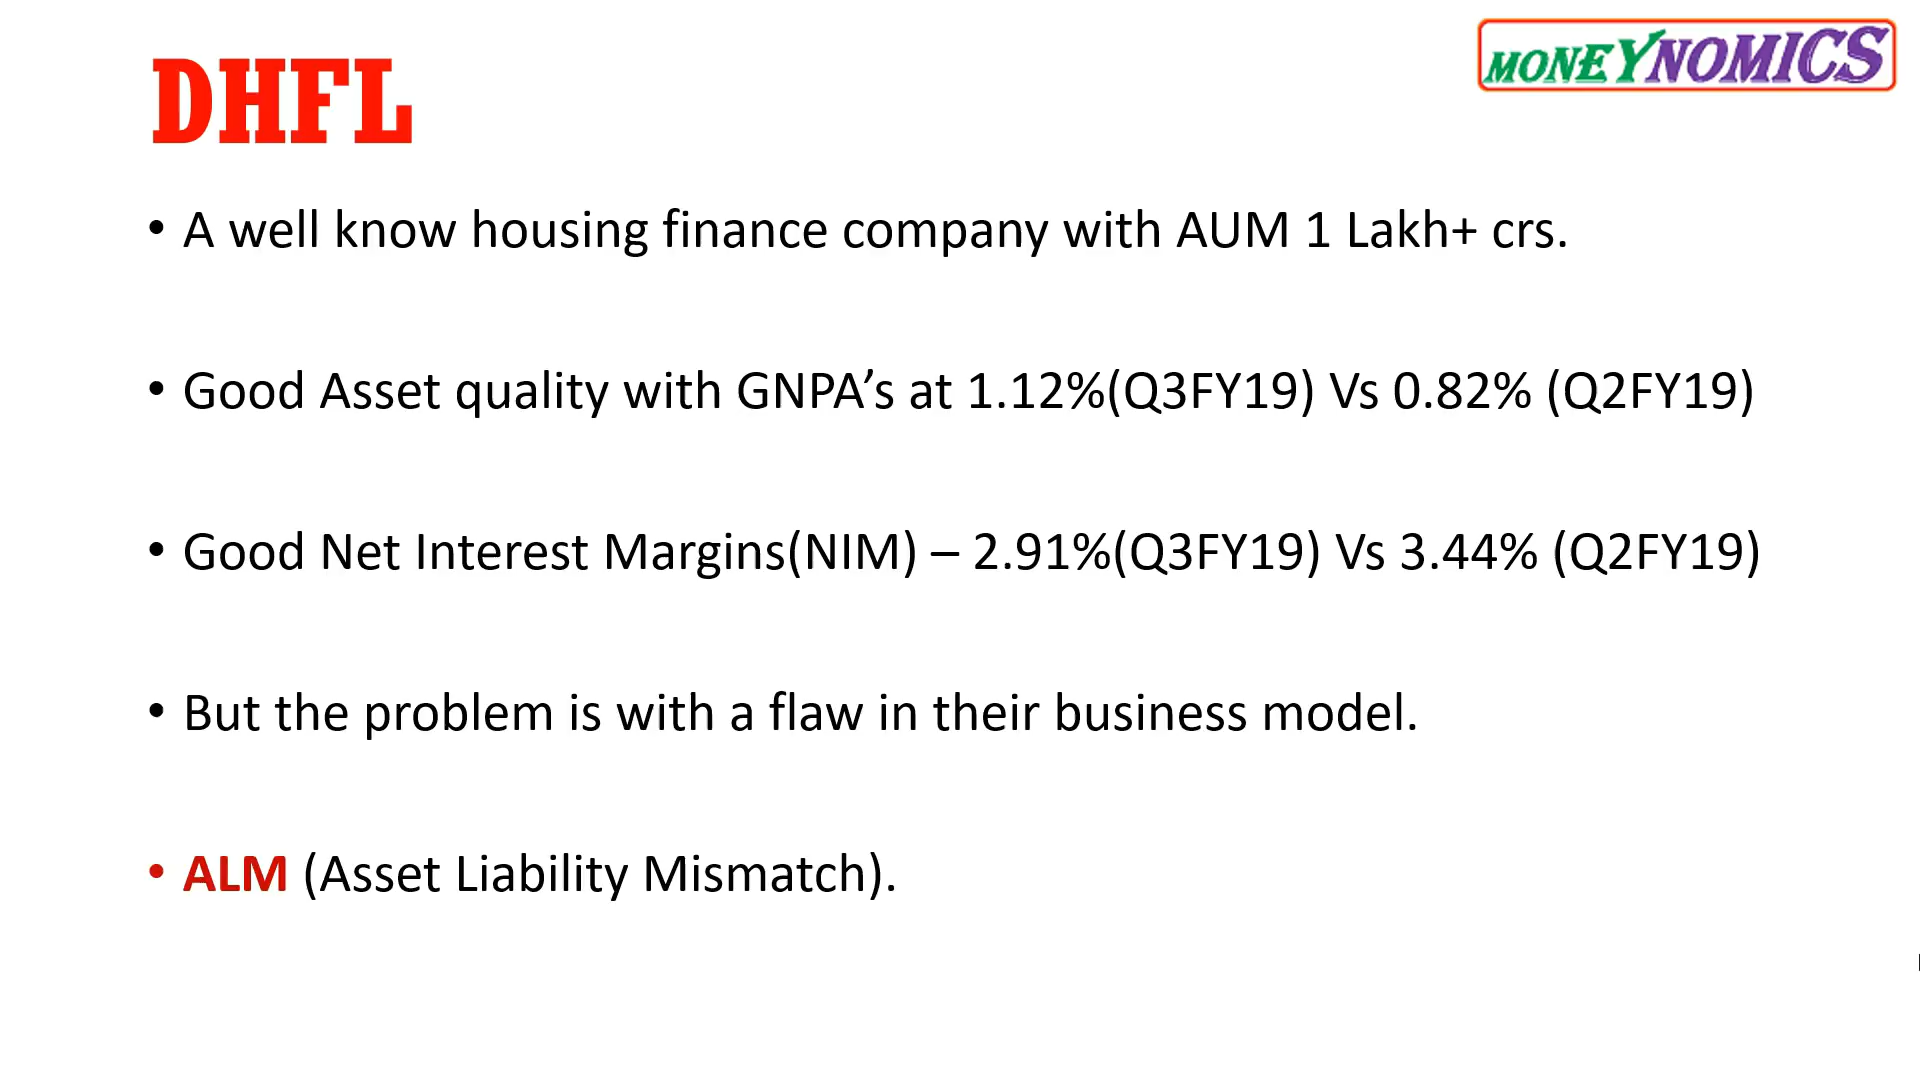 DHFL
MONEYNOMICS
• A well know housing finance company with AUM 1 Lakh+ crs.
• Good Asset quality with GNPA’s at 1.12%(Q3FY19) Vs 0.82% (Q2FY19)
• Good Net Interest Margins(NIM) – 2.91%(Q3FY19) Vs 3.44% (Q2FY19)
• But the problem is with a flaw in their business model.
• ALM (Asset Liability Mismatch).